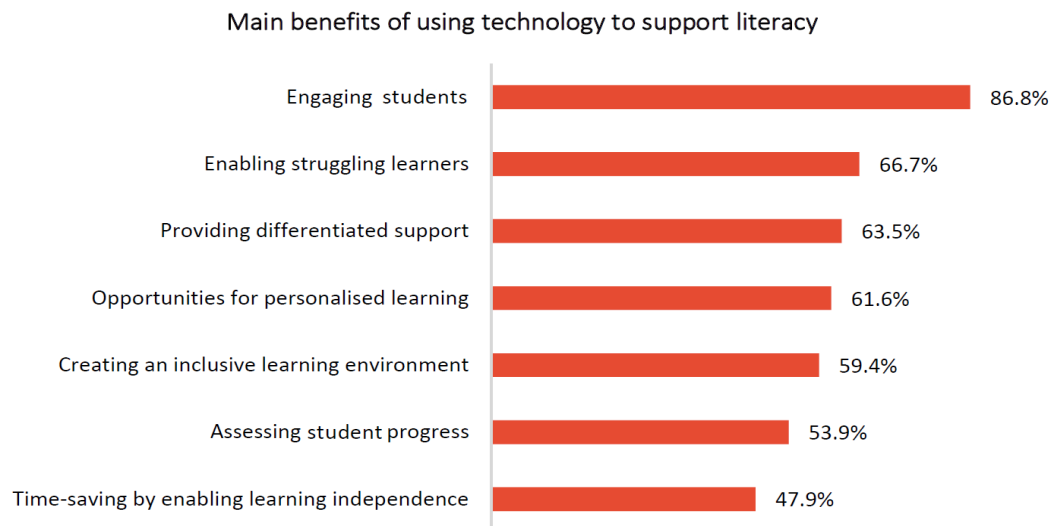 Main benefits of using technology to support literacy
Engaging students 86.8%
Enabling struggling learners 66.7%
Providing differentiated support 63.5%
Opportunities for personalised learning 61.6%
Creating an inclusive learning environment 59.4%
Assessing student progress 53.9%
Time-saving by enabling learning independence 47.9%